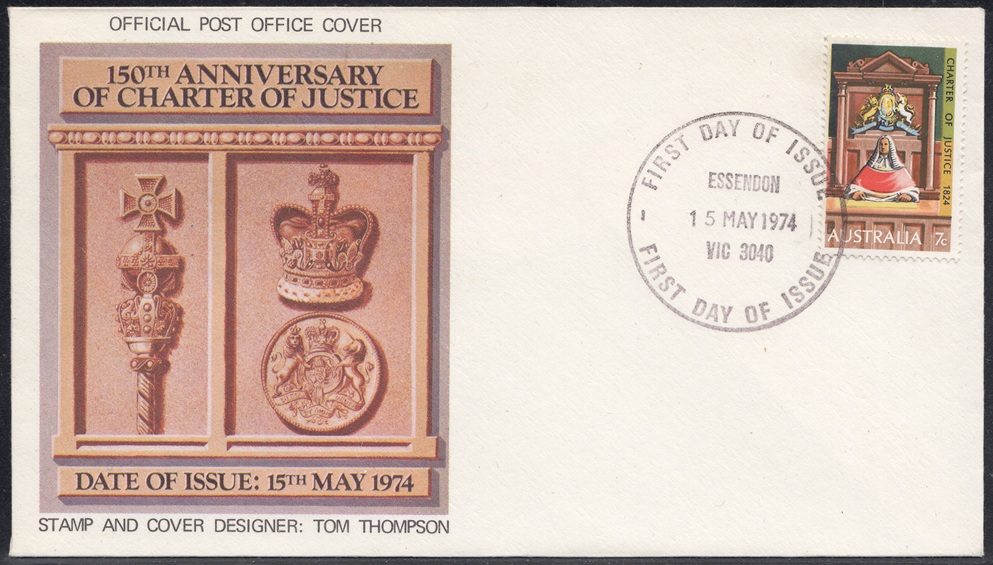 OFFICIAL POST OFFICE COVER
150TH ANNIVERSARY
OF CHARTER OF JUSTICE
DATE OF ISSUE: 15TH MAY 1974
STAMP AND COVER DESIGNER: TOM THOMPSON
FIRST DAY OF ISSUE
ESSENDON
15 MAY 1974
VIC 3040
FIRST DAY OF ISSUE
CHARTER OF JUSTICE 1824
AUSTRALIA 7c